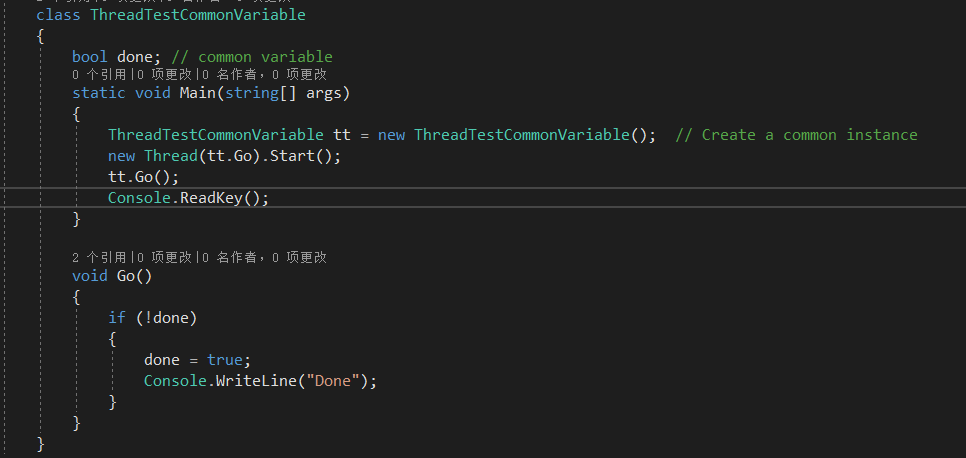 class ThreadTestCommonVariable
{
bool done; // common variable
0 个引用|0 项更改|0 名作者，0 项更改
static void Main(string[] args)
{
ThreadTestCommonVariable tt = new ThreadTestCommonVariable();  // Create a common instance
new Thread(tt.Go).Start();
tt.Go();
Console.ReadKey();
}
2 个引用|0 项更改|0 名作者，0 项更改
void Go()
{
if (!done)
{
done = true;
Console.WriteLine("Done");
}
}
}